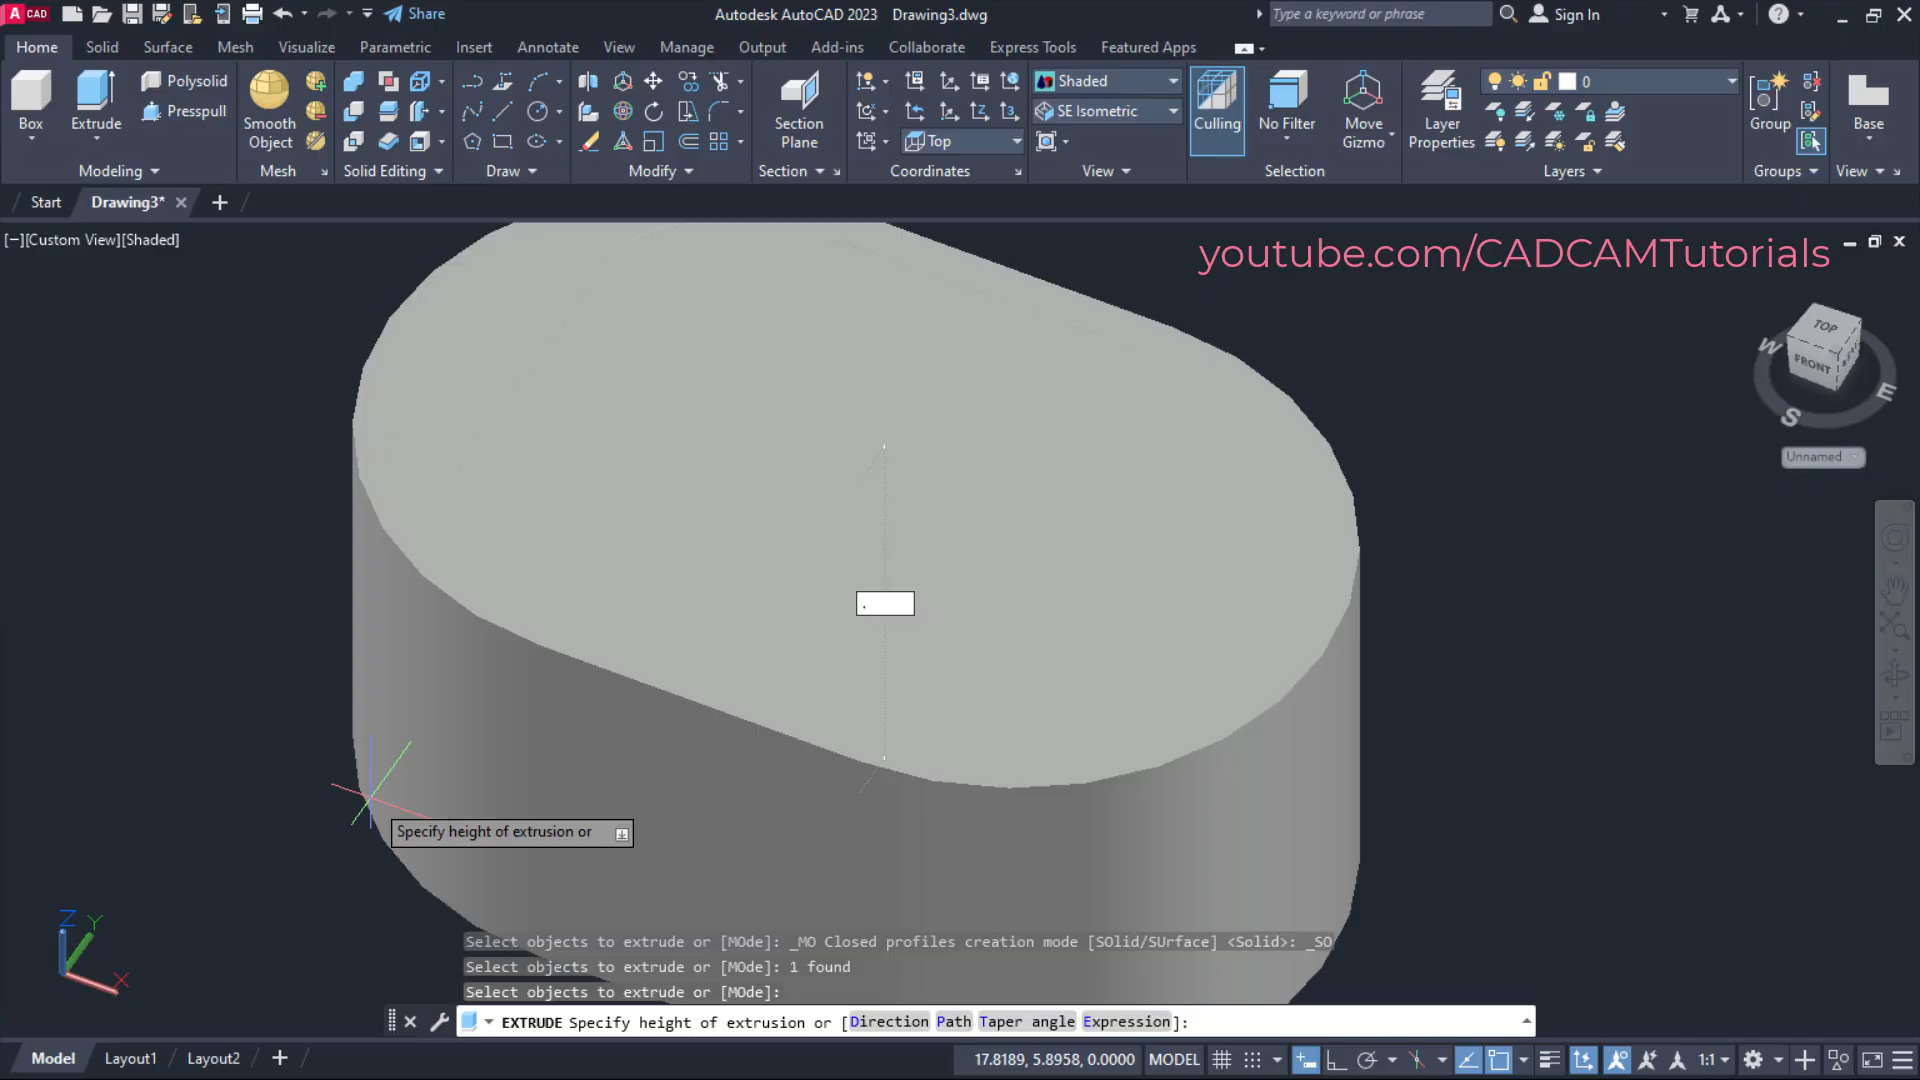 CAD
Share
Autodesk AutoCAD 2023 Drawing3.dwg
Type a keyword or phrase
Sign In
Home Solid Surface Mesh Visualize Parametric Insert Annotate View Manage Output Add-ins Collaborate Express Tools Featured Apps
Box
Extrude
Polysolid
Presspull
Modeling
Smooth
Object
Mesh
Solid Editing
Draw
Modify
Section
Plane
Section
Top
Coordinates
Shaded
SE Isometric
View
Culling
No Filter
Move
Gizmo
Selection
Layer
Properties
0
Layers
Group
Groups
Base
View
Start Drawing3*
[−][Custom View][Shaded]
youtube.com/CADCAMTutorials
TOP
FRONT
W
S
E
Unnamed
.
Specify height of extrusion or
Z
Y
X
Select objects to extrude or [MOde]: _MO Closed profiles creation mode [SOlid/SUrface] <Solid>: _SO
Select objects to extrude or [MOde]: 1 found
Select objects to extrude or [MOde]:
EXTRUDE Specify height of extrusion or [Direction Path Taper angle Expression]:
Model Layout1 Layout2
17.8189, 5.8958, 0.0000 MODEL
1:1